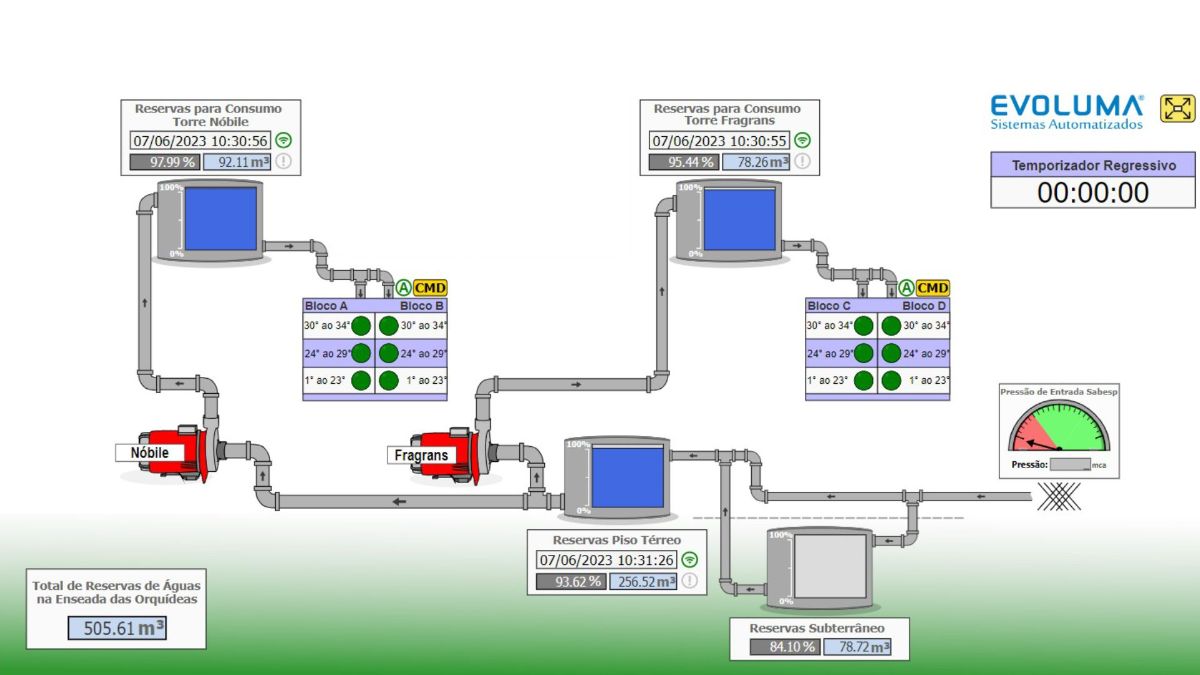 Reservas para Consumo
Torre Nóbile
07/06/2023 10:30:56
97.99 % 92.11 m³
100%
0%
Reservas para Consumo
Torre Fragrans
07/06/2023 10:30:55
95.44 % 78.26 m³
100%
0%
EVOLUMA®
Sistemas Automatizados
Temporizador Regressivo
00:00:00
A CMD
Bloco A Bloco B
30° ao 34° 30° ao 34°
24° ao 29° 24° ao 29°
1° ao 23° 1° ao 23°
A CMD
Bloco C Bloco D
30° ao 34° 30° ao 34°
24° ao 29° 24° ao 29°
1° ao 23° 1° ao 23°
Pressão de Entrada Sabesp
Pressão: mca
Nóbile
Fragrans
100%
0%
Reservas Piso Térreo
07/06/2023 10:31:26
93.62 % 256.52 m³
100%
0%
Reservas Subterrâneo
84.10 % 78.72 m³
Total de Reservas de Águas
na Enseada das Orquídeas
505.61 m³